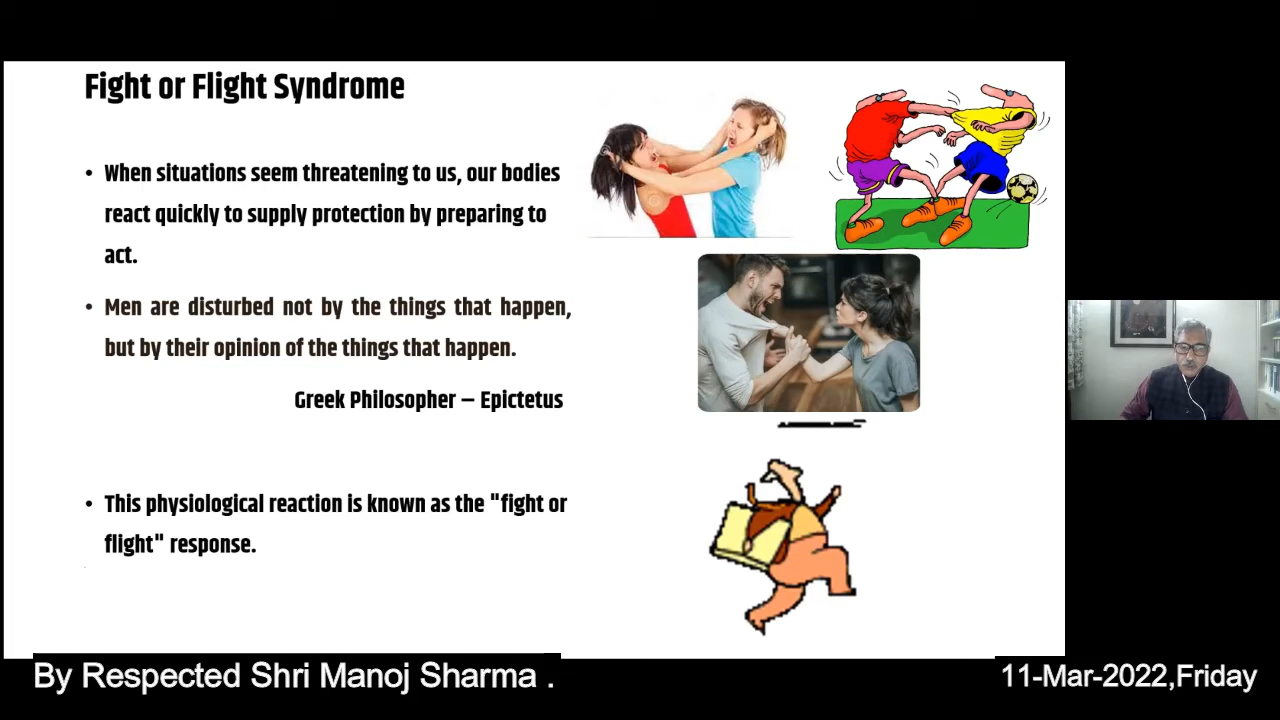 Fight or Flight Syndrome
• When situations seem threatening to us, our bodies
react quickly to supply protection by preparing to
act.
• Men are disturbed not by the things that happen,
but by their opinion of the things that happen.
Greek Philosopher – Epictetus
• This physiological reaction is known as the "fight or
flight" response.
By Respected Shri Manoj Sharma .
11-Mar-2022,Friday